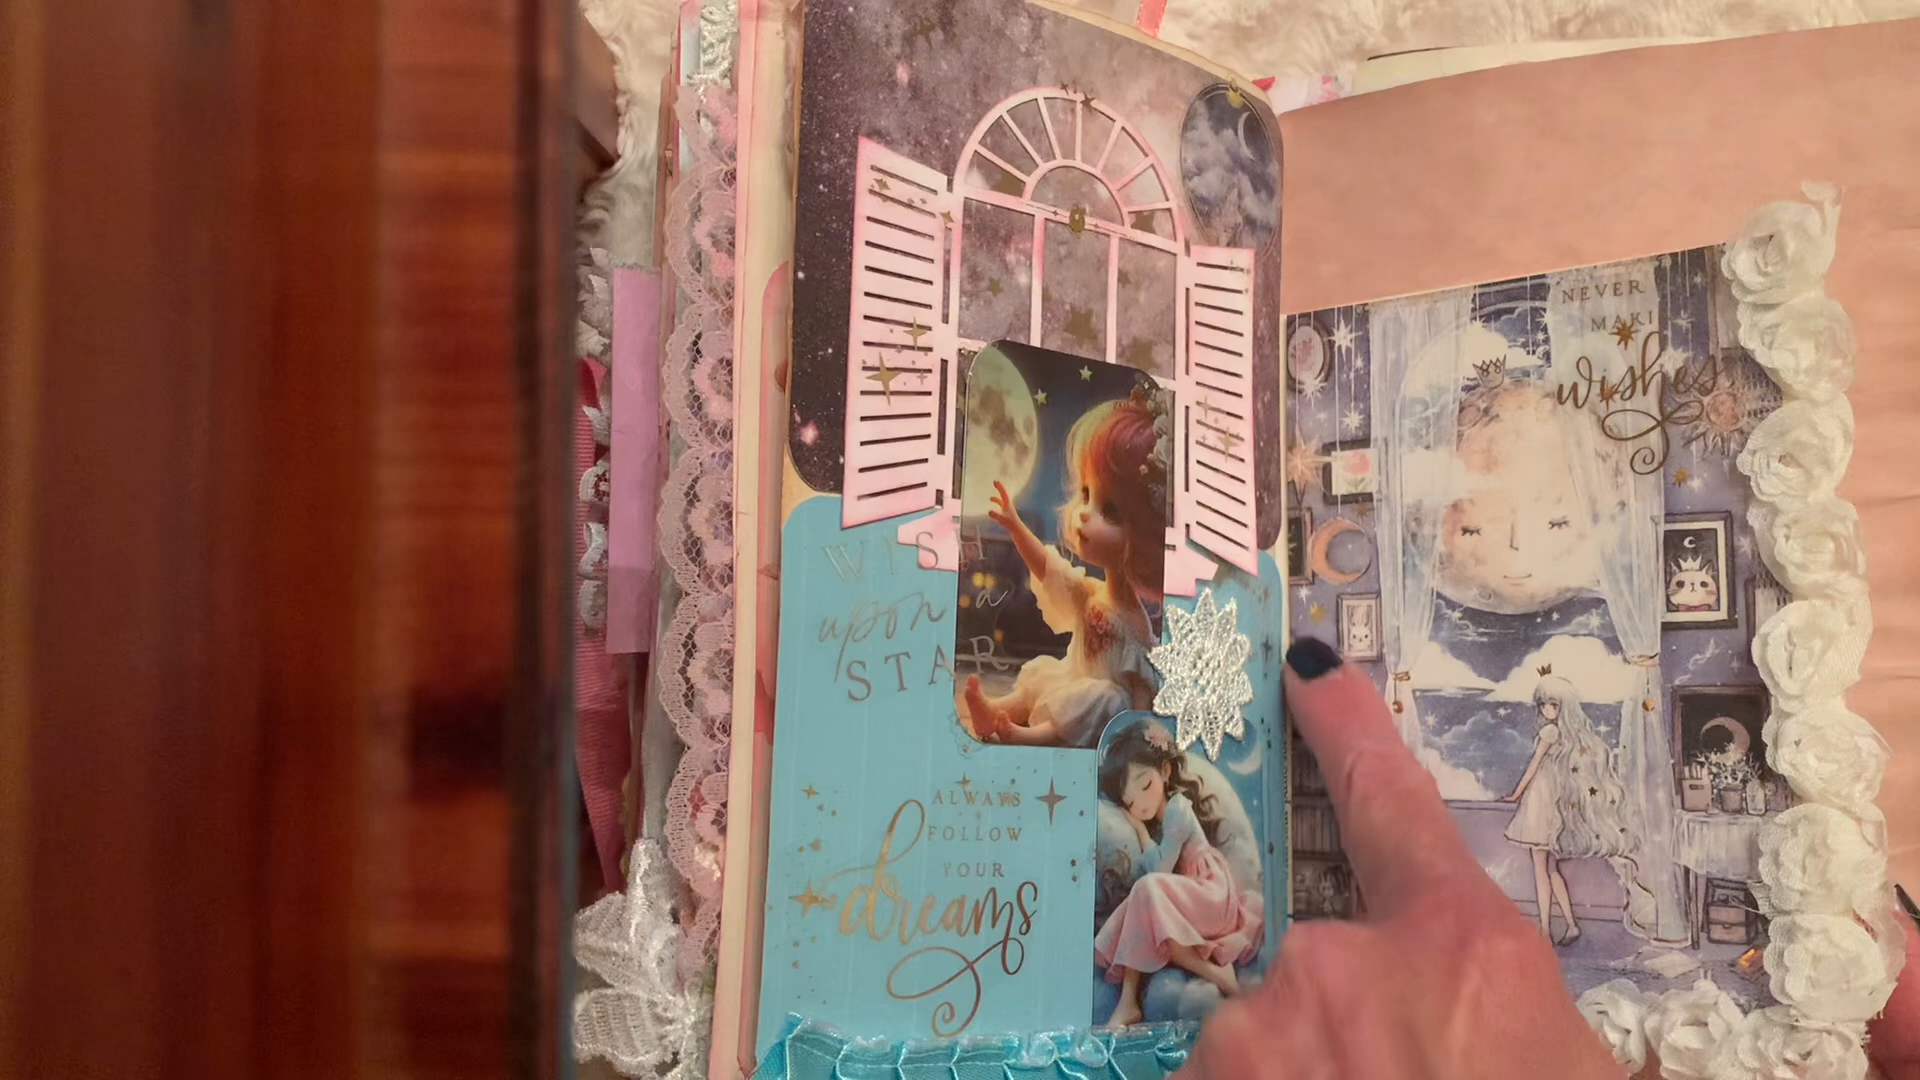 WISH
upon a
STAR
ALWAYS
FOLLOW
YOUR
dreams
NEVER
wishes